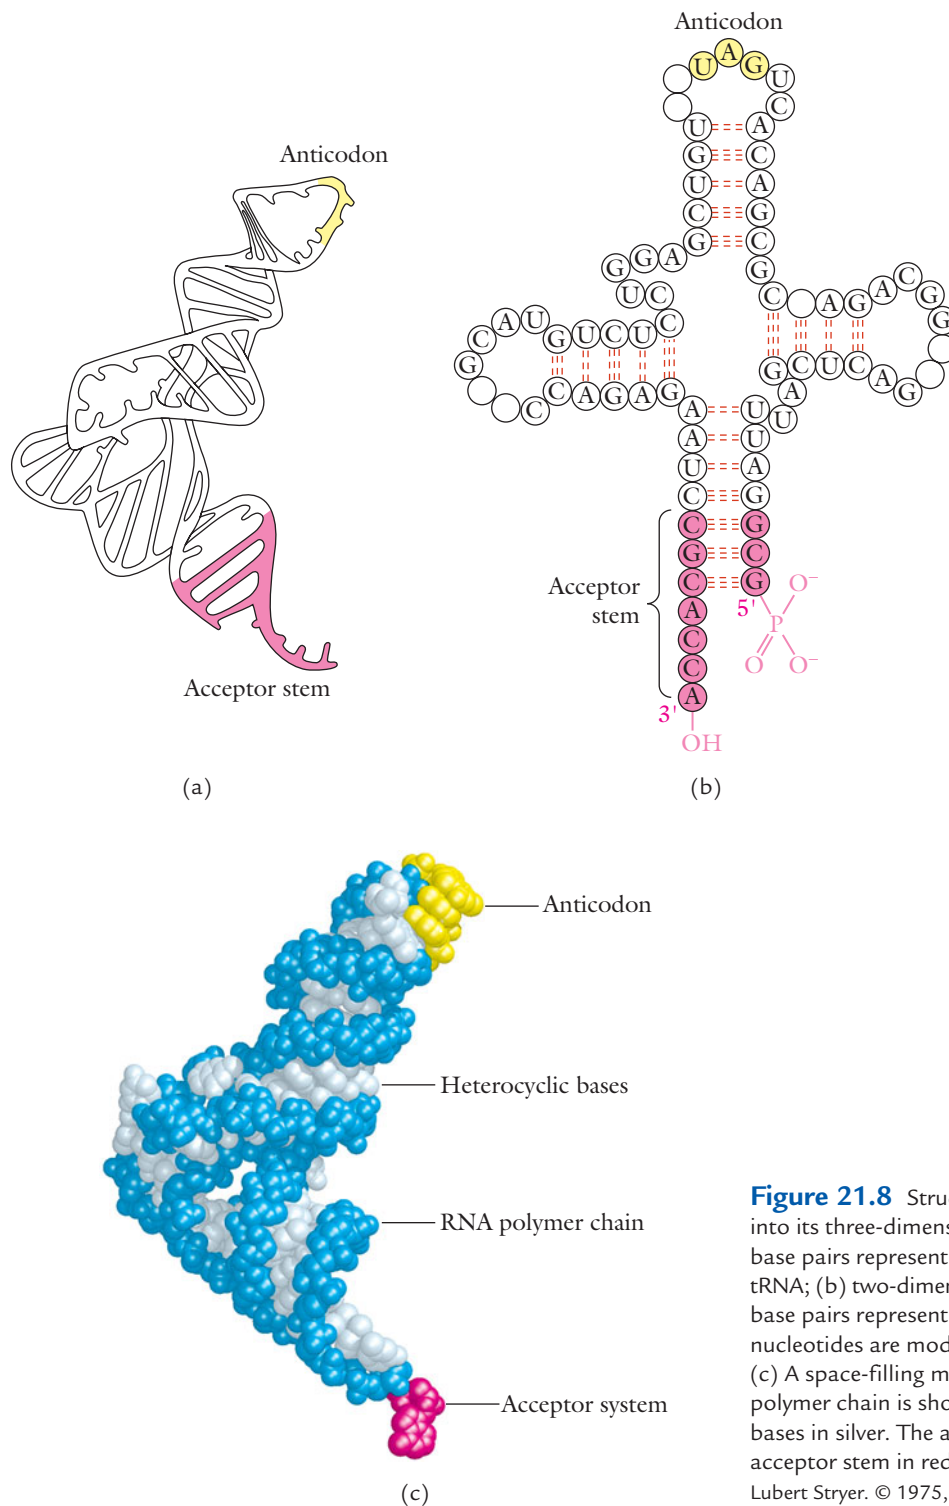 Anticodon
Anticodon
Acceptor stem
(a)
U A G
U
C
U A
G C
U A
C G
G C
G G A
G
U C
C
G C A U G U C U C
C C A G A G
C A G A C G G
G C U C A G
A
U
A U
A U
U A
C G
C G
G C
C G
A
C
C
A
Acceptor
stem
5'
3'
O⁻
P
O O⁻
OH
(b)
Anticodon
Heterocyclic bases
RNA polymer chain
Acceptor system
(c)
Figure 21.8 Struc
into its three-dimens
base pairs represent
tRNA; (b) two-dimen
base pairs represent
nucleotides are mod
(c) A space-filling m
polymer chain is sho
bases in silver. The a
acceptor stem in red
Lubert Stryer. © 1975,